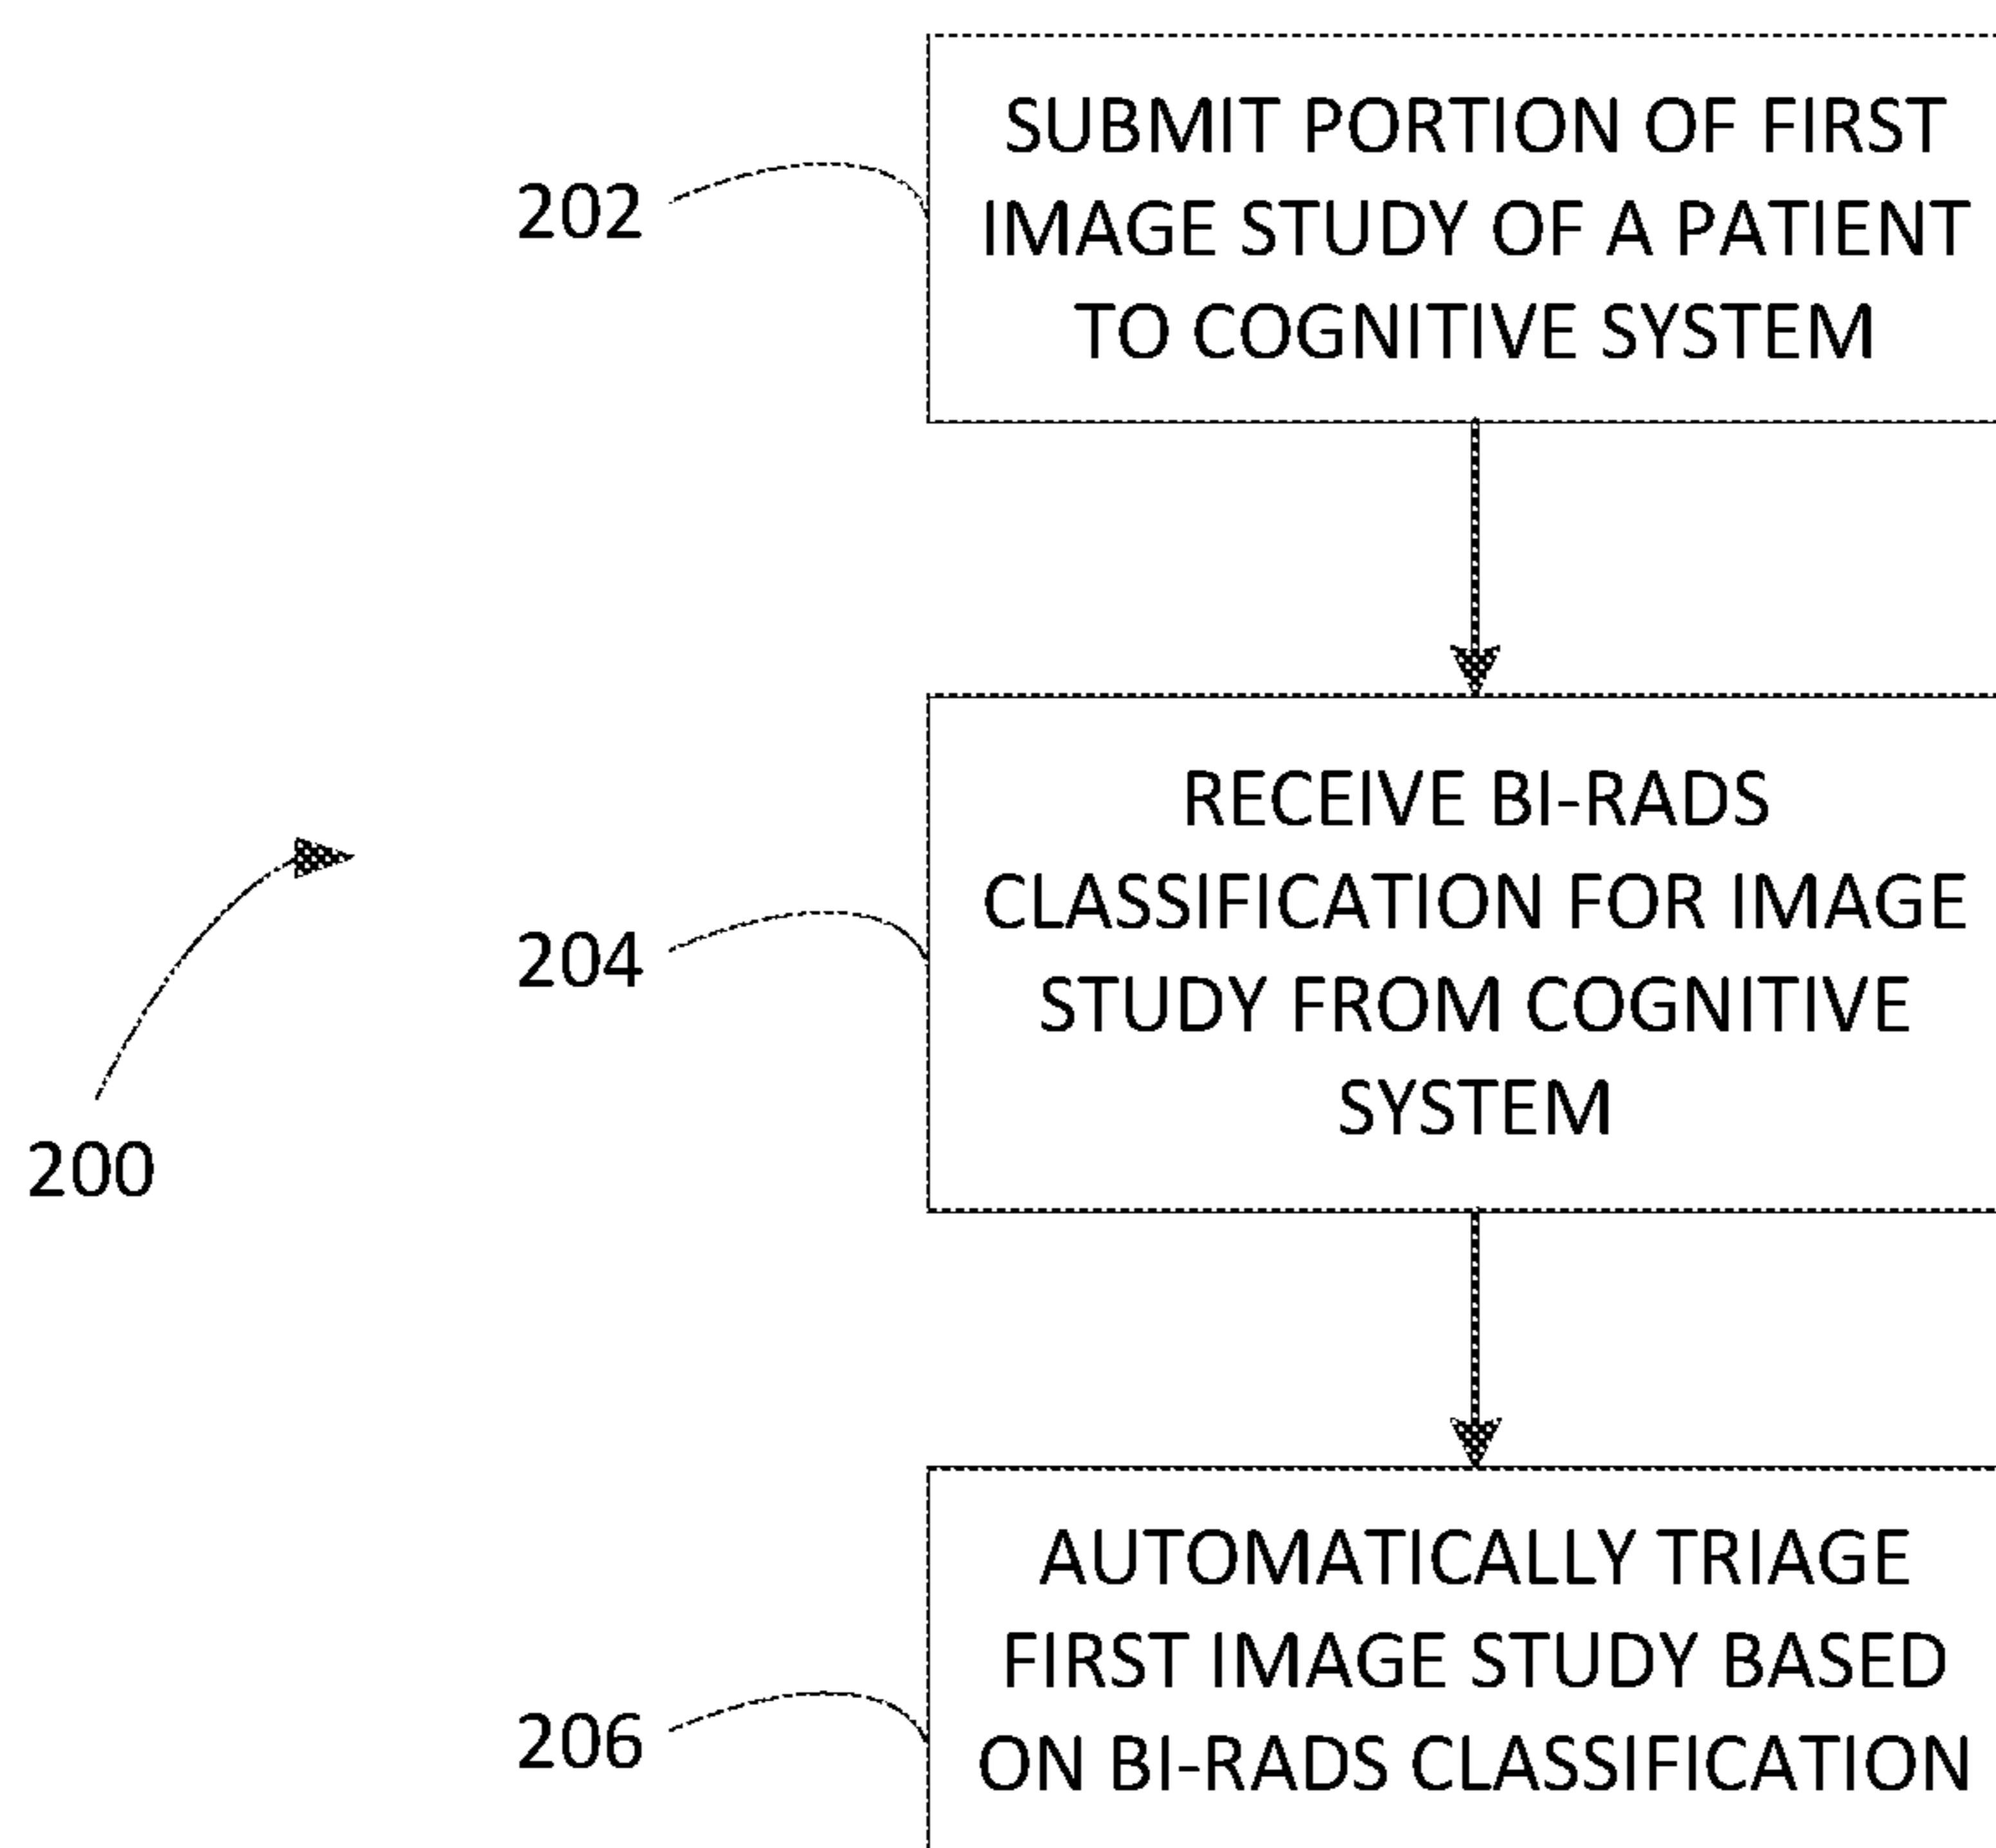 SUBMIT PORTION OF FIRST
IMAGE STUDY OF A PATIENT
TO COGNITIVE SYSTEM
202
RECEIVE BI-RADS
CLASSIFICATION FOR IMAGE
STUDY FROM COGNITIVE
SYSTEM
204
200
AUTOMATICALLY TRIAGE
FIRST IMAGE STUDY BASED
ON BI-RADS CLASSIFICATION
206